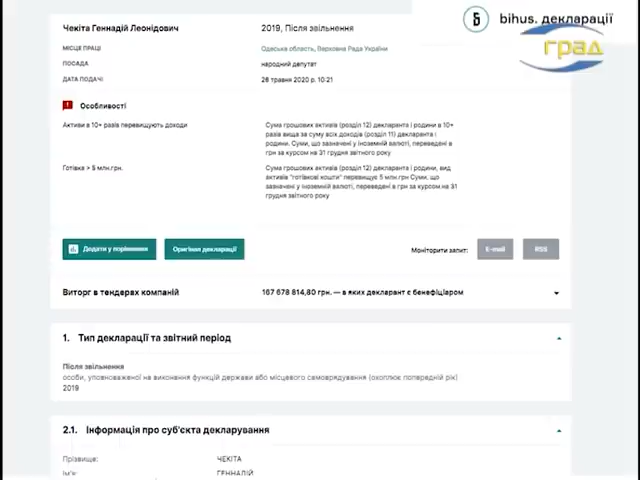 bihus. декларації
град
Чекіта Геннадій Леонідович
2019, Після звільнення
МІСЦЕ ПРАЦІ
Одеська область, Верховна Рада України
ПОСАДА
народний депутат
ДАТА ПОДАЧІ
28 травня 2020 р. 10:21
Особливості
Активи в 10+ разів перевищують доходи
Сума грошових активів (розділ 12) декларанта і родини в 10+
разів вища за суму всіх доходів (розділ 11) декларанта і
родини. Суми, що зазначені у іноземній валюті, переведені в
грн за курсом на 31 грудня звітного року
Готівка > 5 млн.грн.
Сума грошових активів (розділ 12) декларанта і родини, вид
активів "готівкові кошти" перевищує 5 млн.грн Суми, що
зазначені у іноземній валюті, переведені в грн за курсом на 31
грудня звітного року
Додати у порівняння
Оригінал декларації
Моніторити запит:
E-mail
RSS
Виторг в тендерах компаній
167 678 814,80 грн. — в яких декларант є бенефіціаром
1. Тип декларації та звітний період
Після звільнення
особи, уповноваженої на виконання функцій держави або місцевого самоврядування (охоплює попередній рік)
2019
2.1. Інформація про суб'єкта декларування
Прізвище:
ЧЕКІТА
Ім'я:
ГЕННАДІЙ